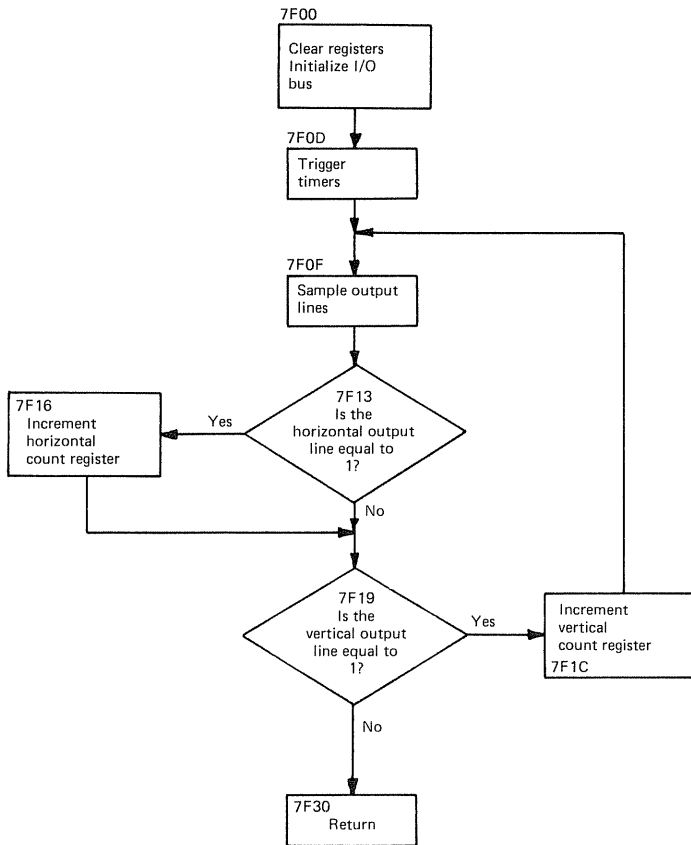 7F00
Clear registers
Initialize I/O
bus
7F0D
Trigger
timers
7F0F
Sample output
lines
7F13
Is the
horizontal output
line equal to
1?
Yes
7F16
Increment
horizontal
count register
No
7F19
Is the
vertical output
line equal to
1?
Yes
Increment
vertical
count register
7F1C
No
7F30
Return